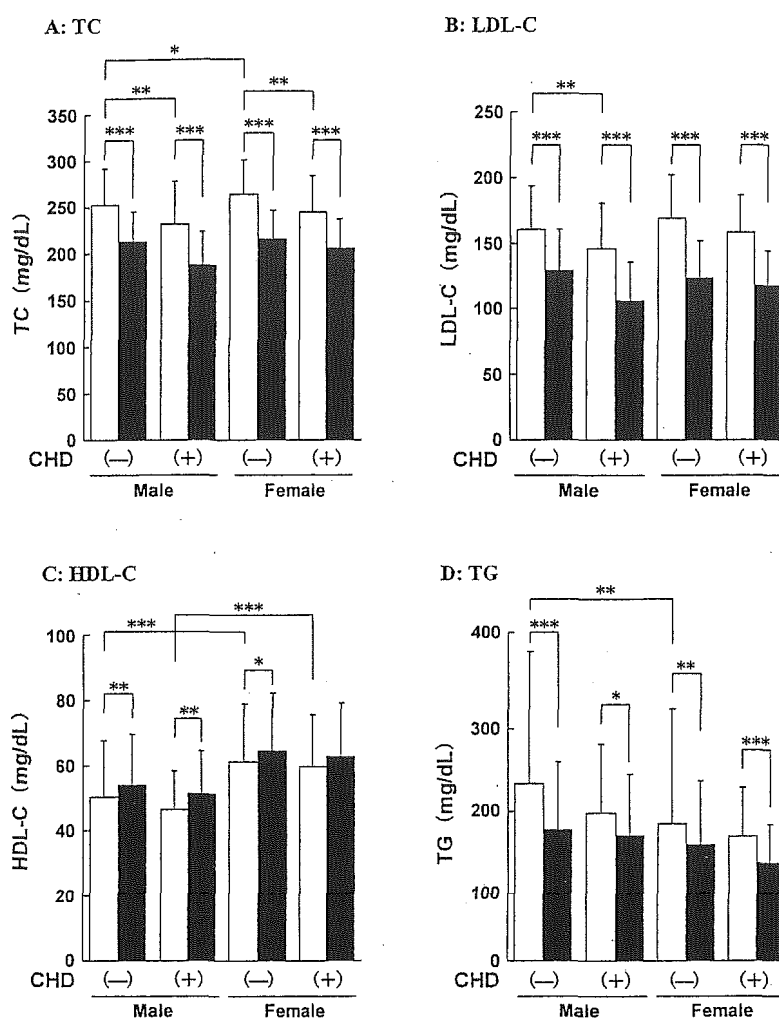 A: TC
*
**
**
***
***
***
***
350
300
250
200
150
100
50
0
TC (mg/dL)
CHD (—) (+) (—) (+)
Male Female
B: LDL-C
**
***
***
***
***
250
200
150
100
50
0
LDL-C (mg/dL)
CHD (—) (+) (—) (+)
Male Female
C: HDL-C
***
***
*
**
**
100
80
60
40
20
0
HDL-C (mg/dL)
CHD (—) (+) (—) (+)
Male Female
D: TG
**
***
**
*
***
400
300
200
100
0
TG (mg/dL)
CHD (—) (+) (—) (+)
Male Female